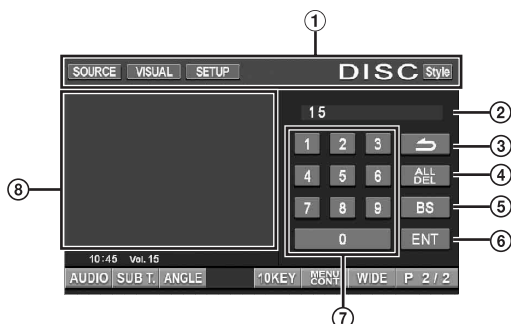 ①
SOURCE VISUAL SETUP DISC Style
15 ②
1 2 3 ③
4 5 6 ALL DEL ④
⑧ 7 8 9 BS ⑤
0 ENT ⑥
10:45 Vol. 15
AUDIO SUB T. ANGLE 10KEY MENU CONT WIDE P 2/2
⑦